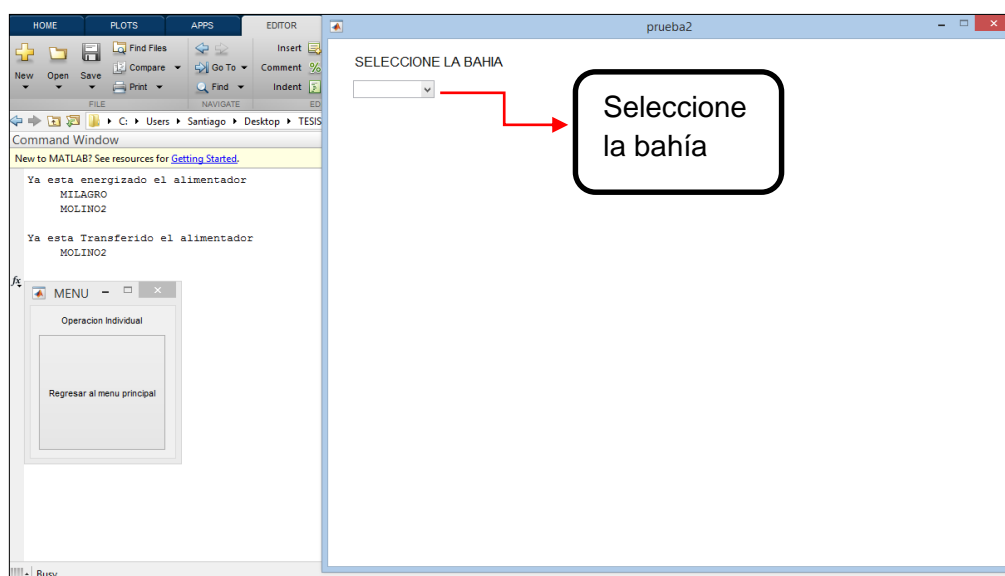 HOME PLOTS APPS EDITOR
New Open Save
Find Files
Compare
Print
Go To
Find
Insert
Comment
Indent
FILE NAVIGATE ED
C: Users Santiago Desktop TESIS
Command Window
New to MATLAB? See resources for Getting Started.
Ya esta energizado el alimentador
MILAGRO
MOLINO2
Ya esta Transferido el alimentador
MOLINO2
fx
MENU
Operacion Individual
Regresar al menu principal
Busy
prueba2
SELECCIONE LA BAHIA
Seleccione
la bahía